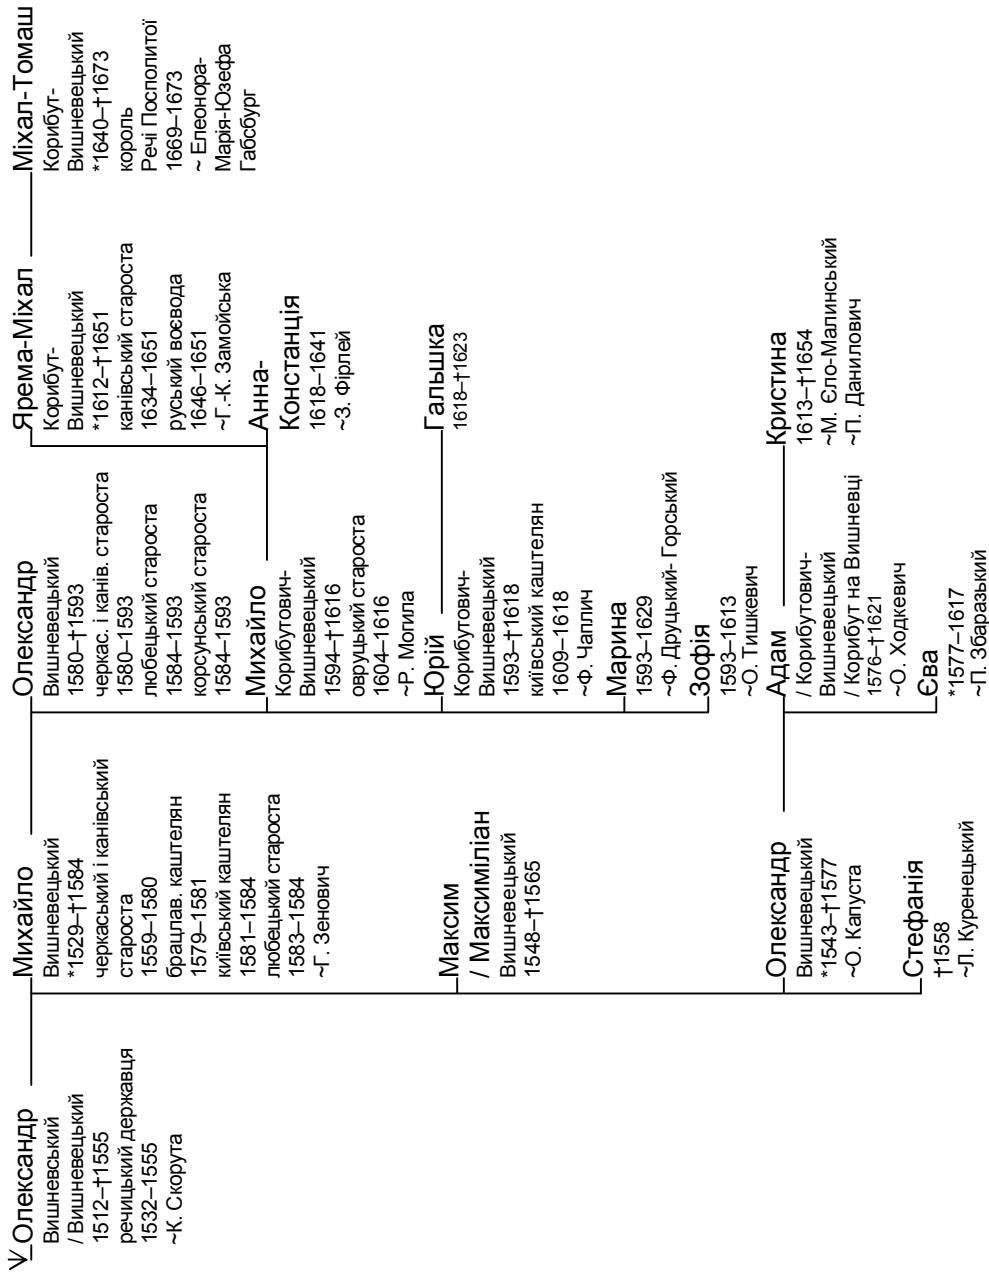 Олександр
Вишневський
/ Вишневецький
1512–†1555
речицький державця
1532–1555
~К. Скорута
Михайло
Вишневецький
*1529–†1584
черкаський і канівський
староста
1559–1580
брацлав. каштелян
1579–1581
київський каштелян
1581–1584
любецький староста
1583–1584
~Г. Зенович
Максим
/ Максиміліан
Вишневецький
1548–†1565
Олександр
Вишневецький
*1543–†1577
~О. Капуста
Стефанія
†1558
~Л. Куренецький
Олександр
Вишневецький
1580–†1593
черкас. і канів. староста
1580–1593
любецький староста
1584–1593
корсунський староста
1584–1593
Михайло
Корибутович-
Вишневецький
1594–†1616
овруцький староста
1604–1616
~Р. Могила
Юрій
Корибутович-
Вишневецький
1593–†1618
київський каштелян
1609–1618
~Ф. Чаплич
Марина
1593–1629
~Ф. Друцький- Горський
Зофія
1593–1613
~О. Тишкевич
Адам
/ Корибутович-
Вишневецький
/ Корибут на Вишневці
1576–†1621
~О. Ходкевич
Єва
*1577–1617
~П. Збаразький
Ярема-Міхал
Корибут-
Вишневецький
*1612–†1651
канівський староста
1634–1651
руський воєвода
1646–1651
~Г.-К. Замойська
Анна-
Констанція
1618–1641
~З. Фірлей
Гальшка
1618–†1623
Кристина
1613–†1654
~М. Єло-Малинський
~П. Данилович
Міхал-Томаш
Корибут-
Вишневецький
*1640–†1673
король
Речі Посполитої
1669–1673
~ Елеонора-
Марія-Юзефа
Габсбург